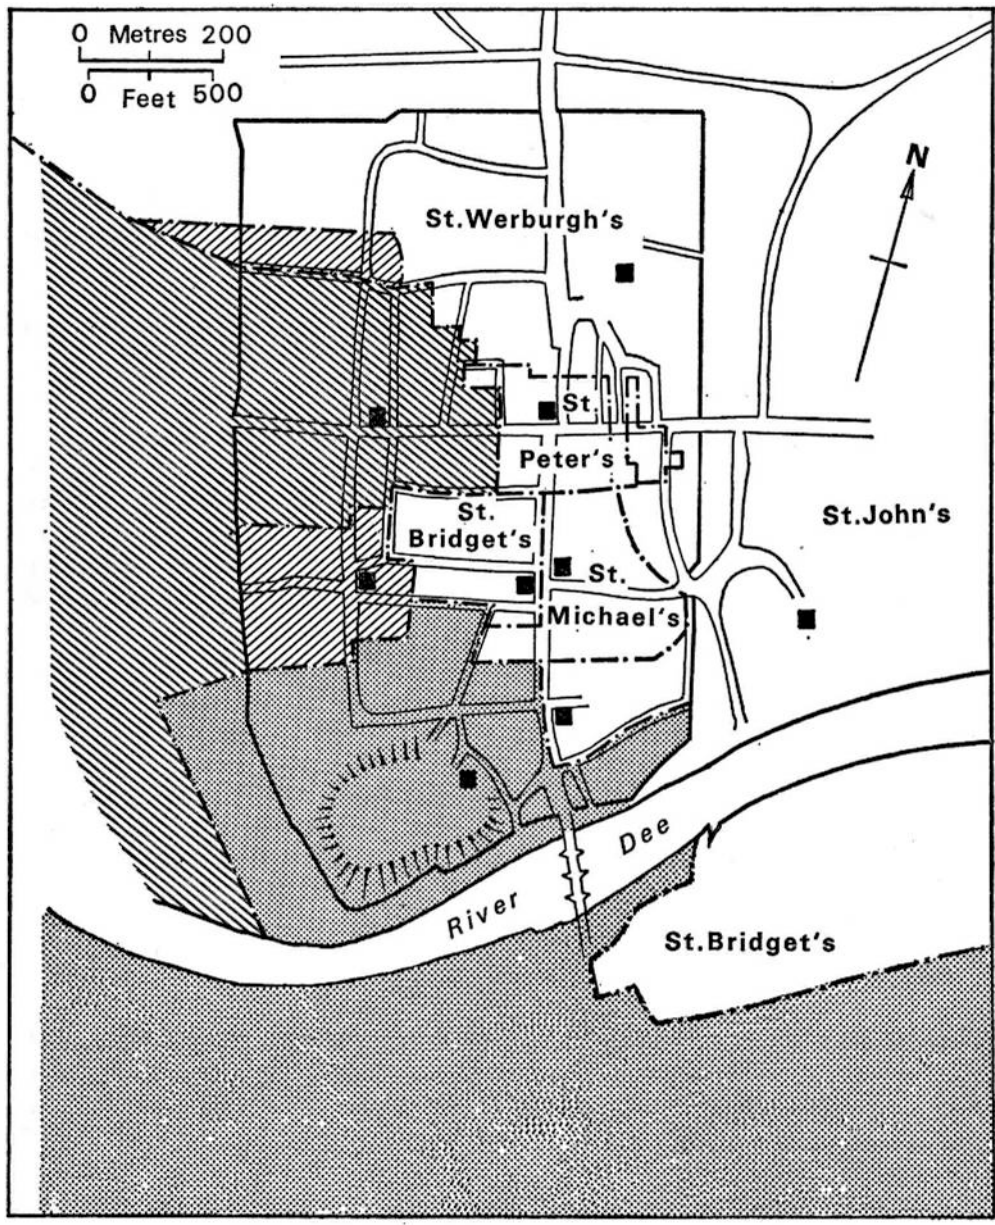 0 Metres 200
0 Feet 500
N
St.Werburgh's
St.
Peter's
St.
Bridget's
St.John's
St.
Michael's
River Dee
St.Bridget's